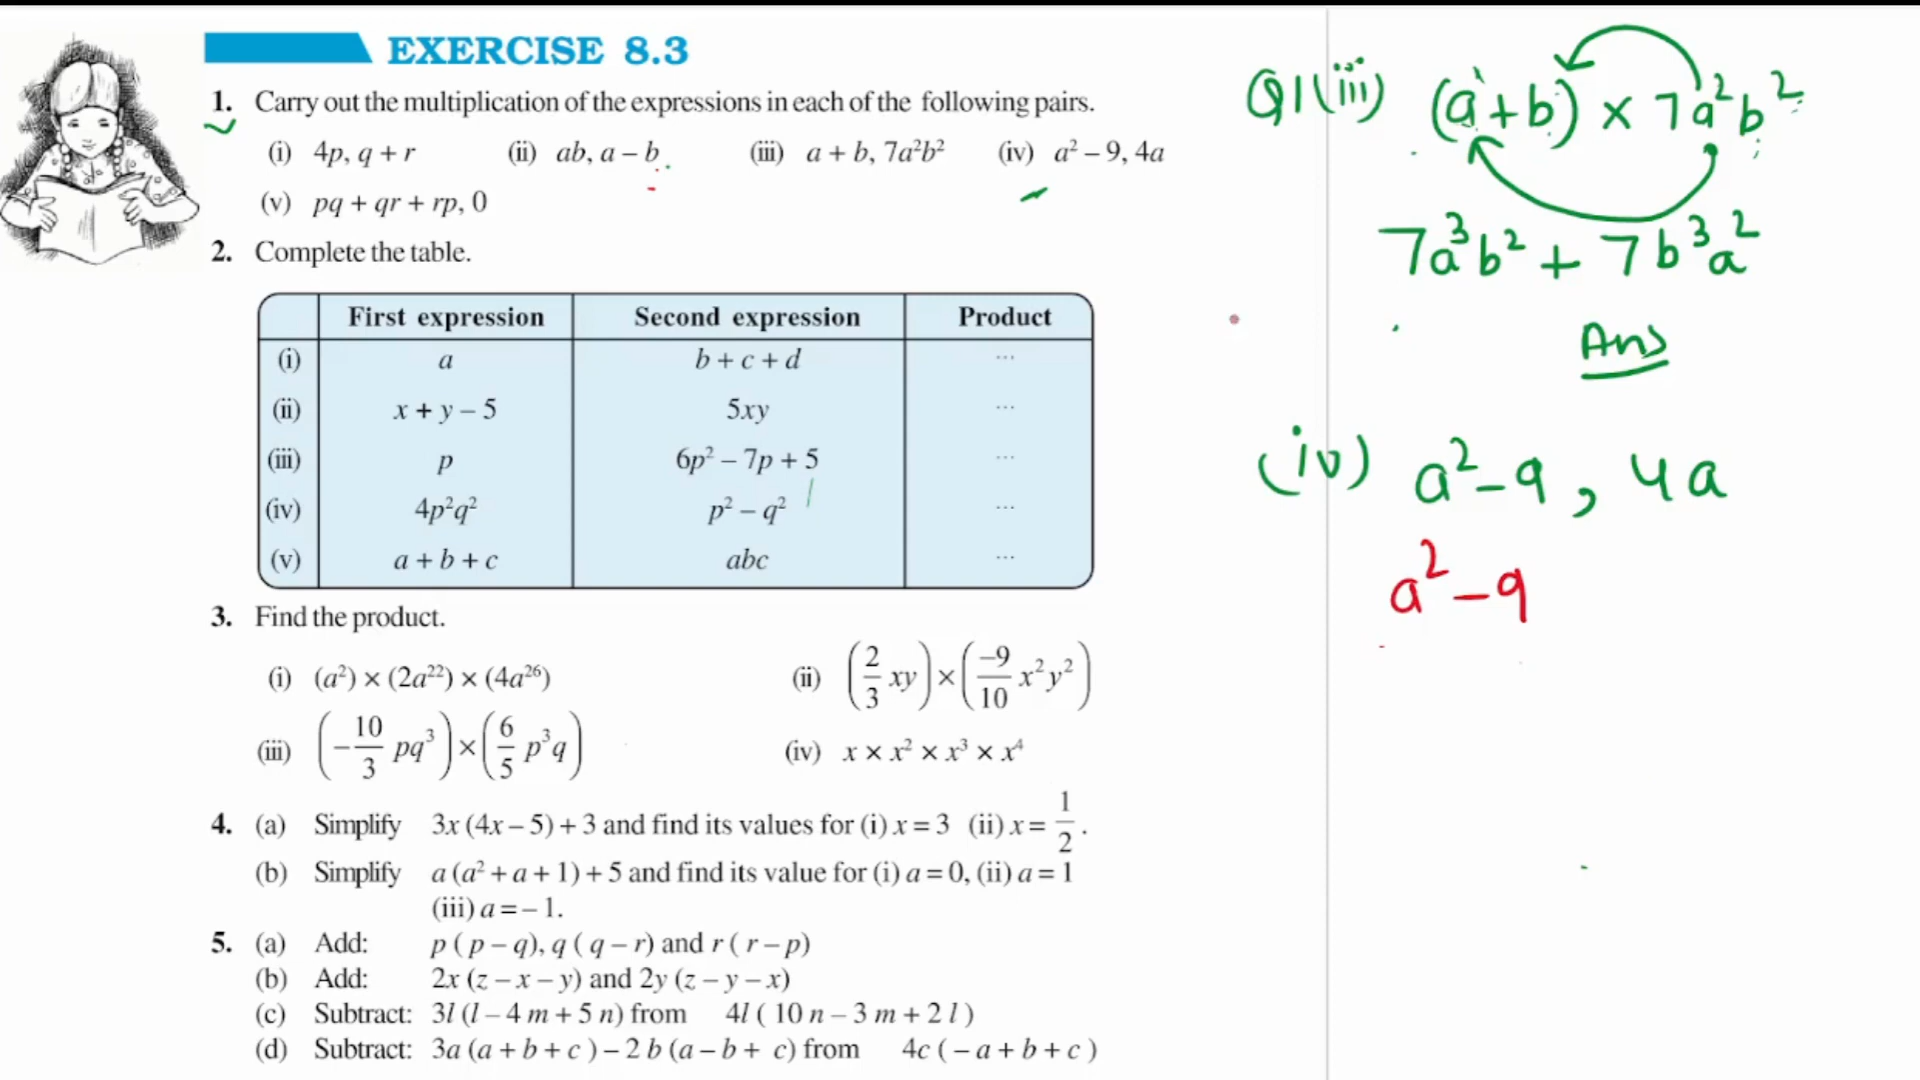 EXERCISE 8.3
1. Carry out the multiplication of the expressions in each of the following pairs.
(i) 4p, q + r (ii) ab, a – b (iii) a + b, 7a²b² (iv) a² – 9, 4a
(v) pq + qr + rp, 0
2. Complete the table.
First expression Second expression Product
(i) a b + c + d ...
(ii) x + y – 5 5xy ...
(iii) p 6p² – 7p + 5 ...
(iv) 4p²q² p² – q² ...
(v) a + b + c abc ...
3. Find the product.
(i) (a²) × (2a²²) × (4a²⁶) (ii) (2/3 xy) × (–9/10 x²y²)
(iii) (–10/3 pq³) × (6/5 p³q) (iv) x × x² × x³ × x⁴
4. (a) Simplify 3x (4x – 5) + 3 and find its values for (i) x = 3 (ii) x = 1/2 .
(b) Simplify a (a² + a + 1) + 5 and find its value for (i) a = 0, (ii) a = 1
(iii) a = – 1.
5. (a) Add: p ( p – q), q ( q – r) and r ( r – p)
(b) Add: 2x (z – x – y) and 2y (z – y – x)
(c) Subtract: 3l (l – 4 m + 5 n) from 4l ( 10 n – 3 m + 2 l )
(d) Subtract: 3a (a + b + c ) – 2 b (a – b + c) from 4c ( – a + b + c )
Q1(iii) (a+b) × 7a²b²
7a³b² + 7b³a²
Ans
(iv) a²-9, 4a
a²-9